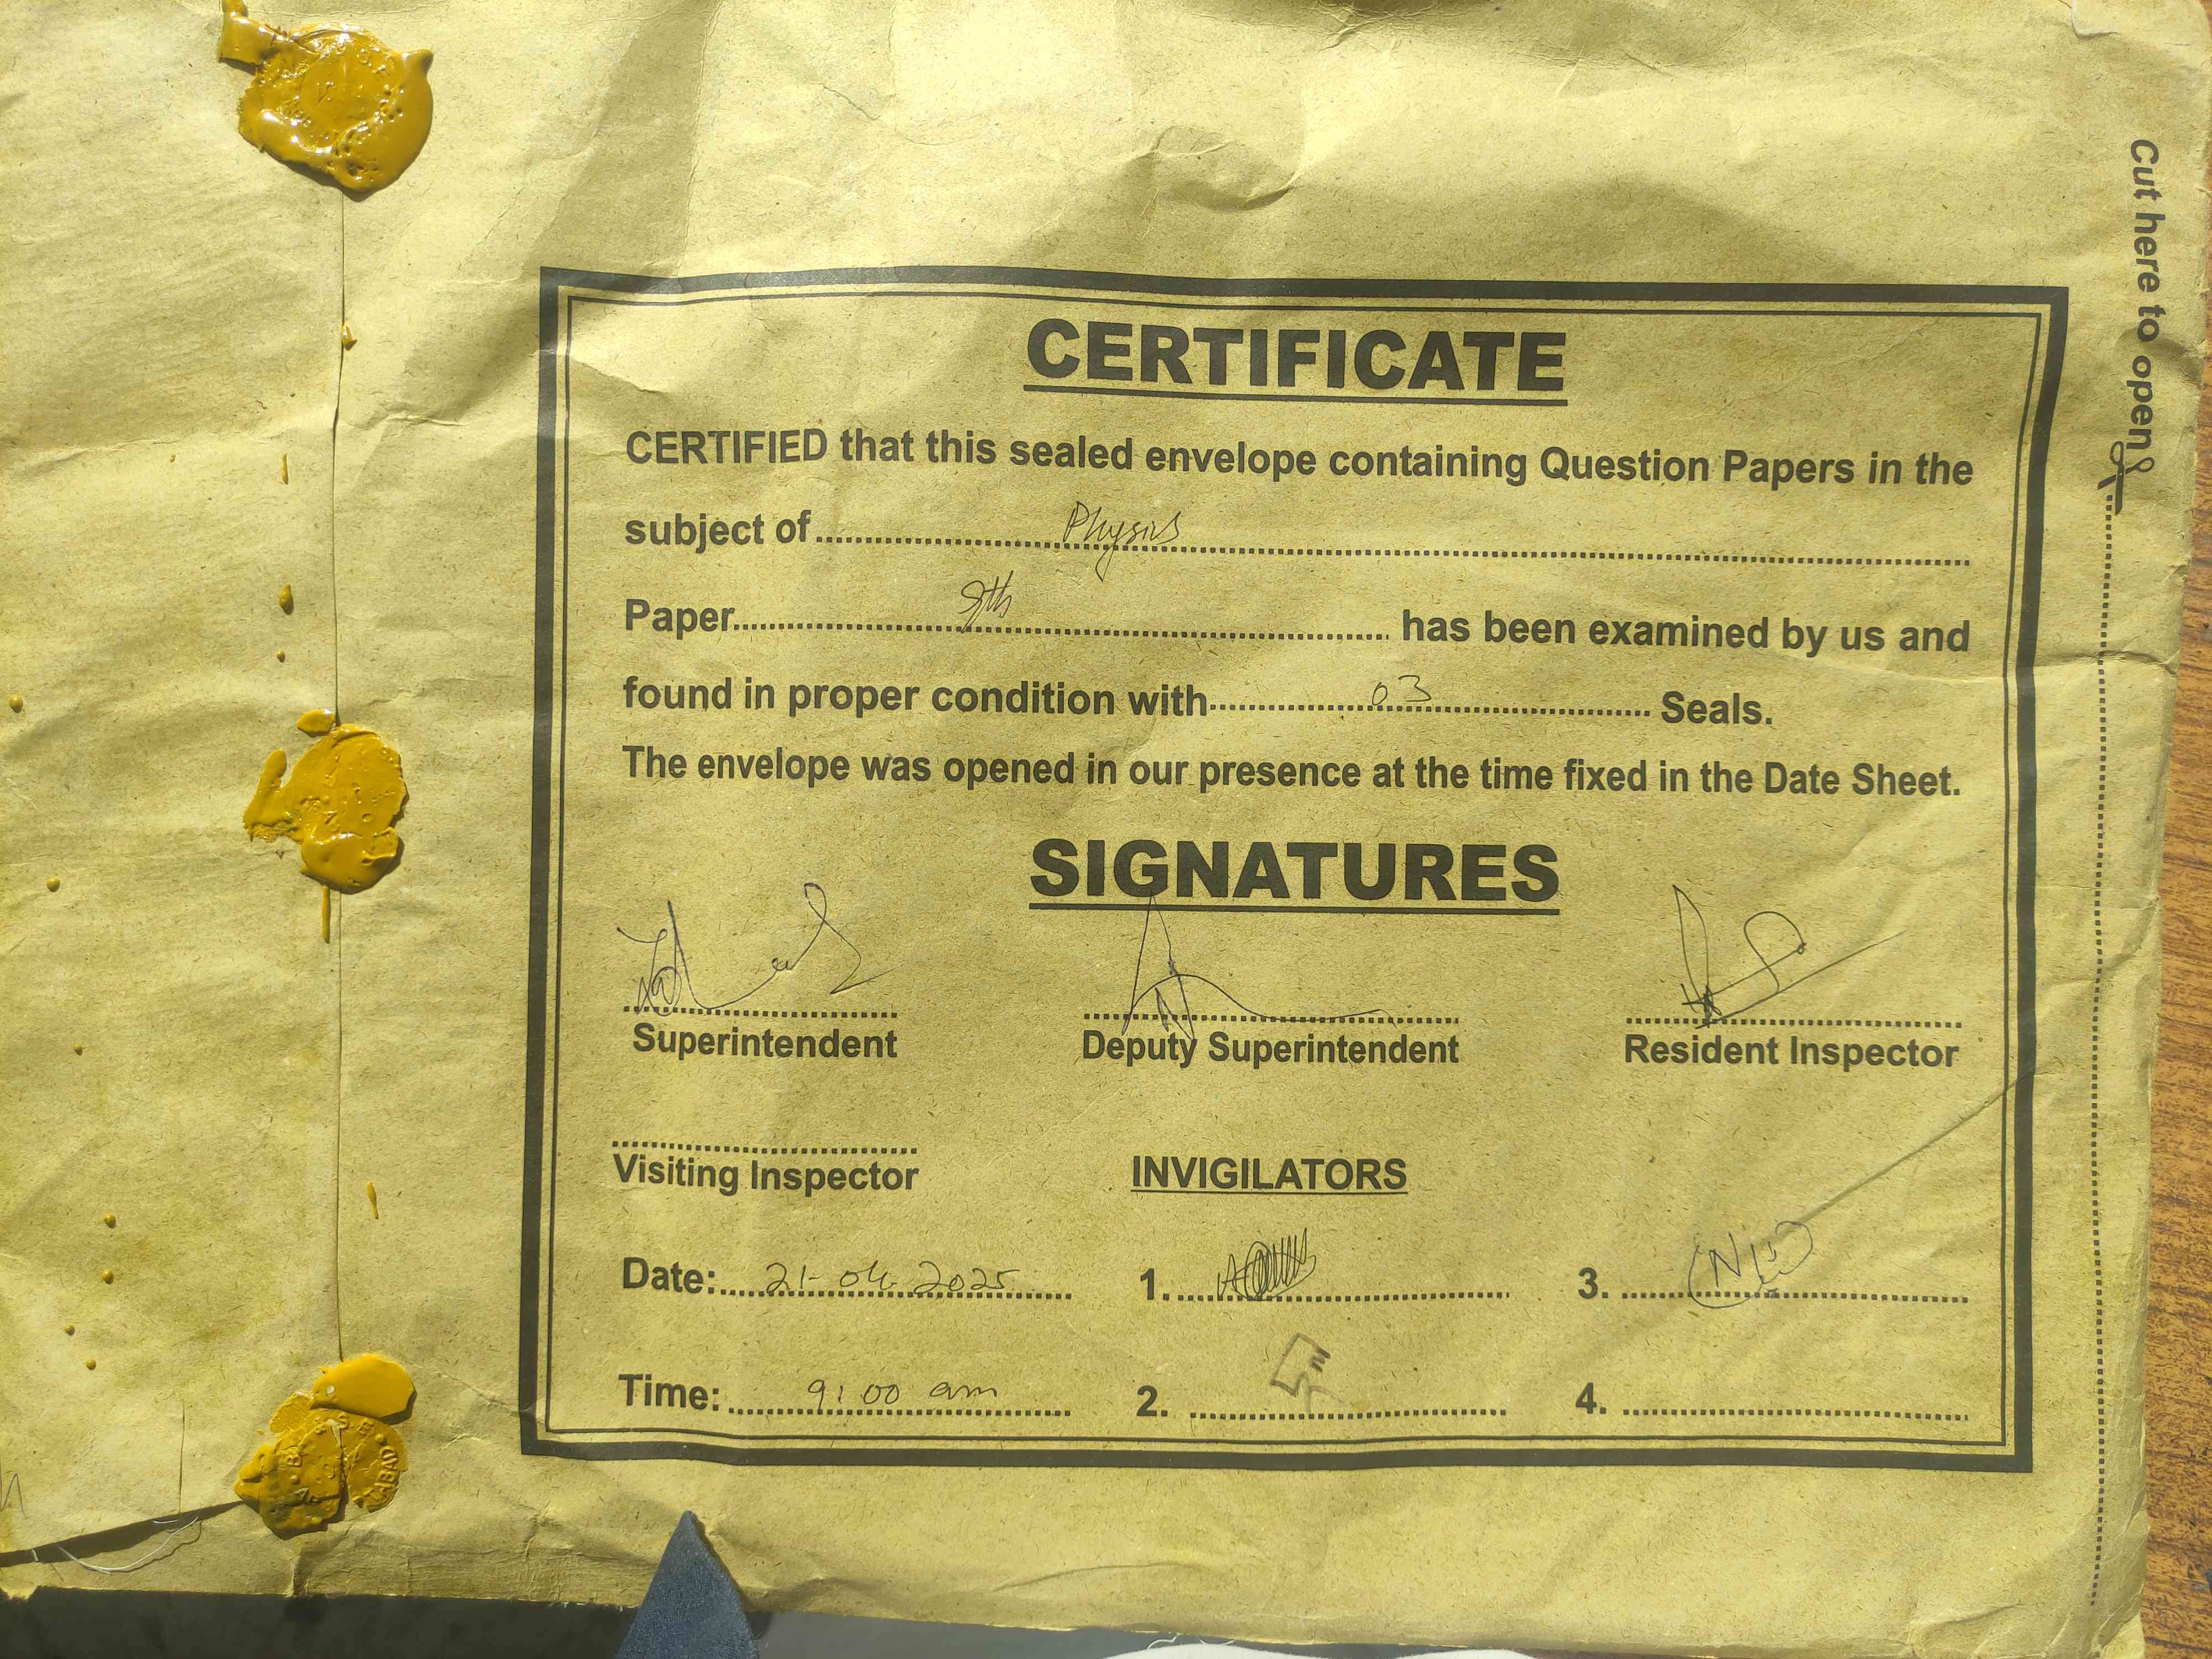 Cut here to open
CERTIFICATE
CERTIFIED that this sealed envelope containing Question Papers in the
subject of Physics
Paper 9th has been examined by us and
found in proper condition with 03 Seals.
The envelope was opened in our presence at the time fixed in the Date Sheet.
SIGNATURES
Superintendent Deputy Superintendent Resident Inspector
Visiting Inspector INVIGILATORS
Date: 21-04-2025 1. 3.
Time: 9:00 am 2. 4.